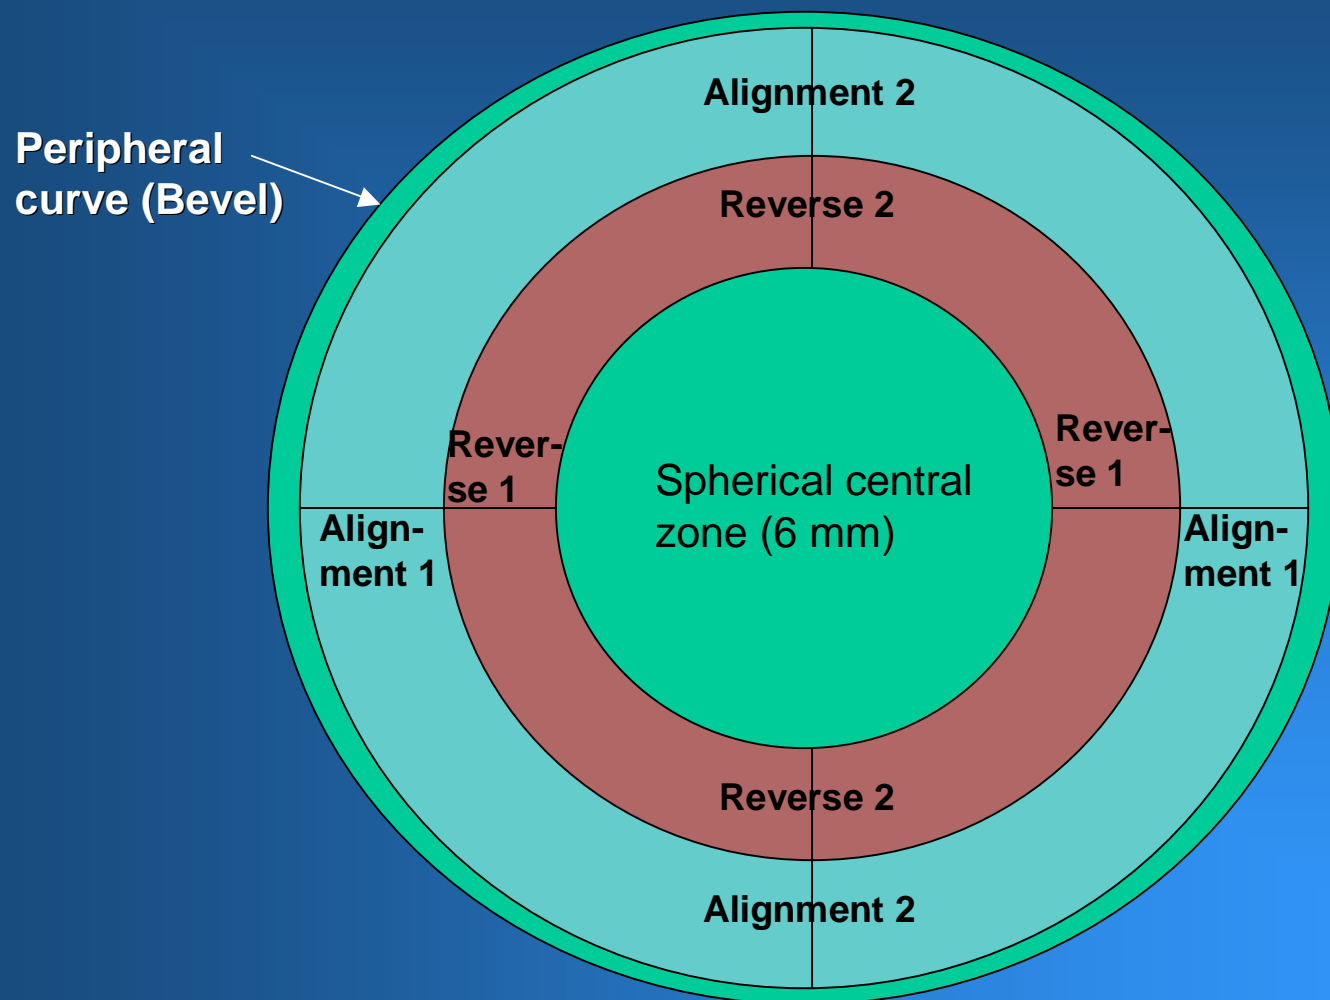 Alignment 2
Peripheral
curve (Bevel)
Reverse 2
Rever-
se 1
Spherical central
zone (6 mm)
Rever-
se 1
Align-
ment 1
Align-
ment 1
Reverse 2
Alignment 2